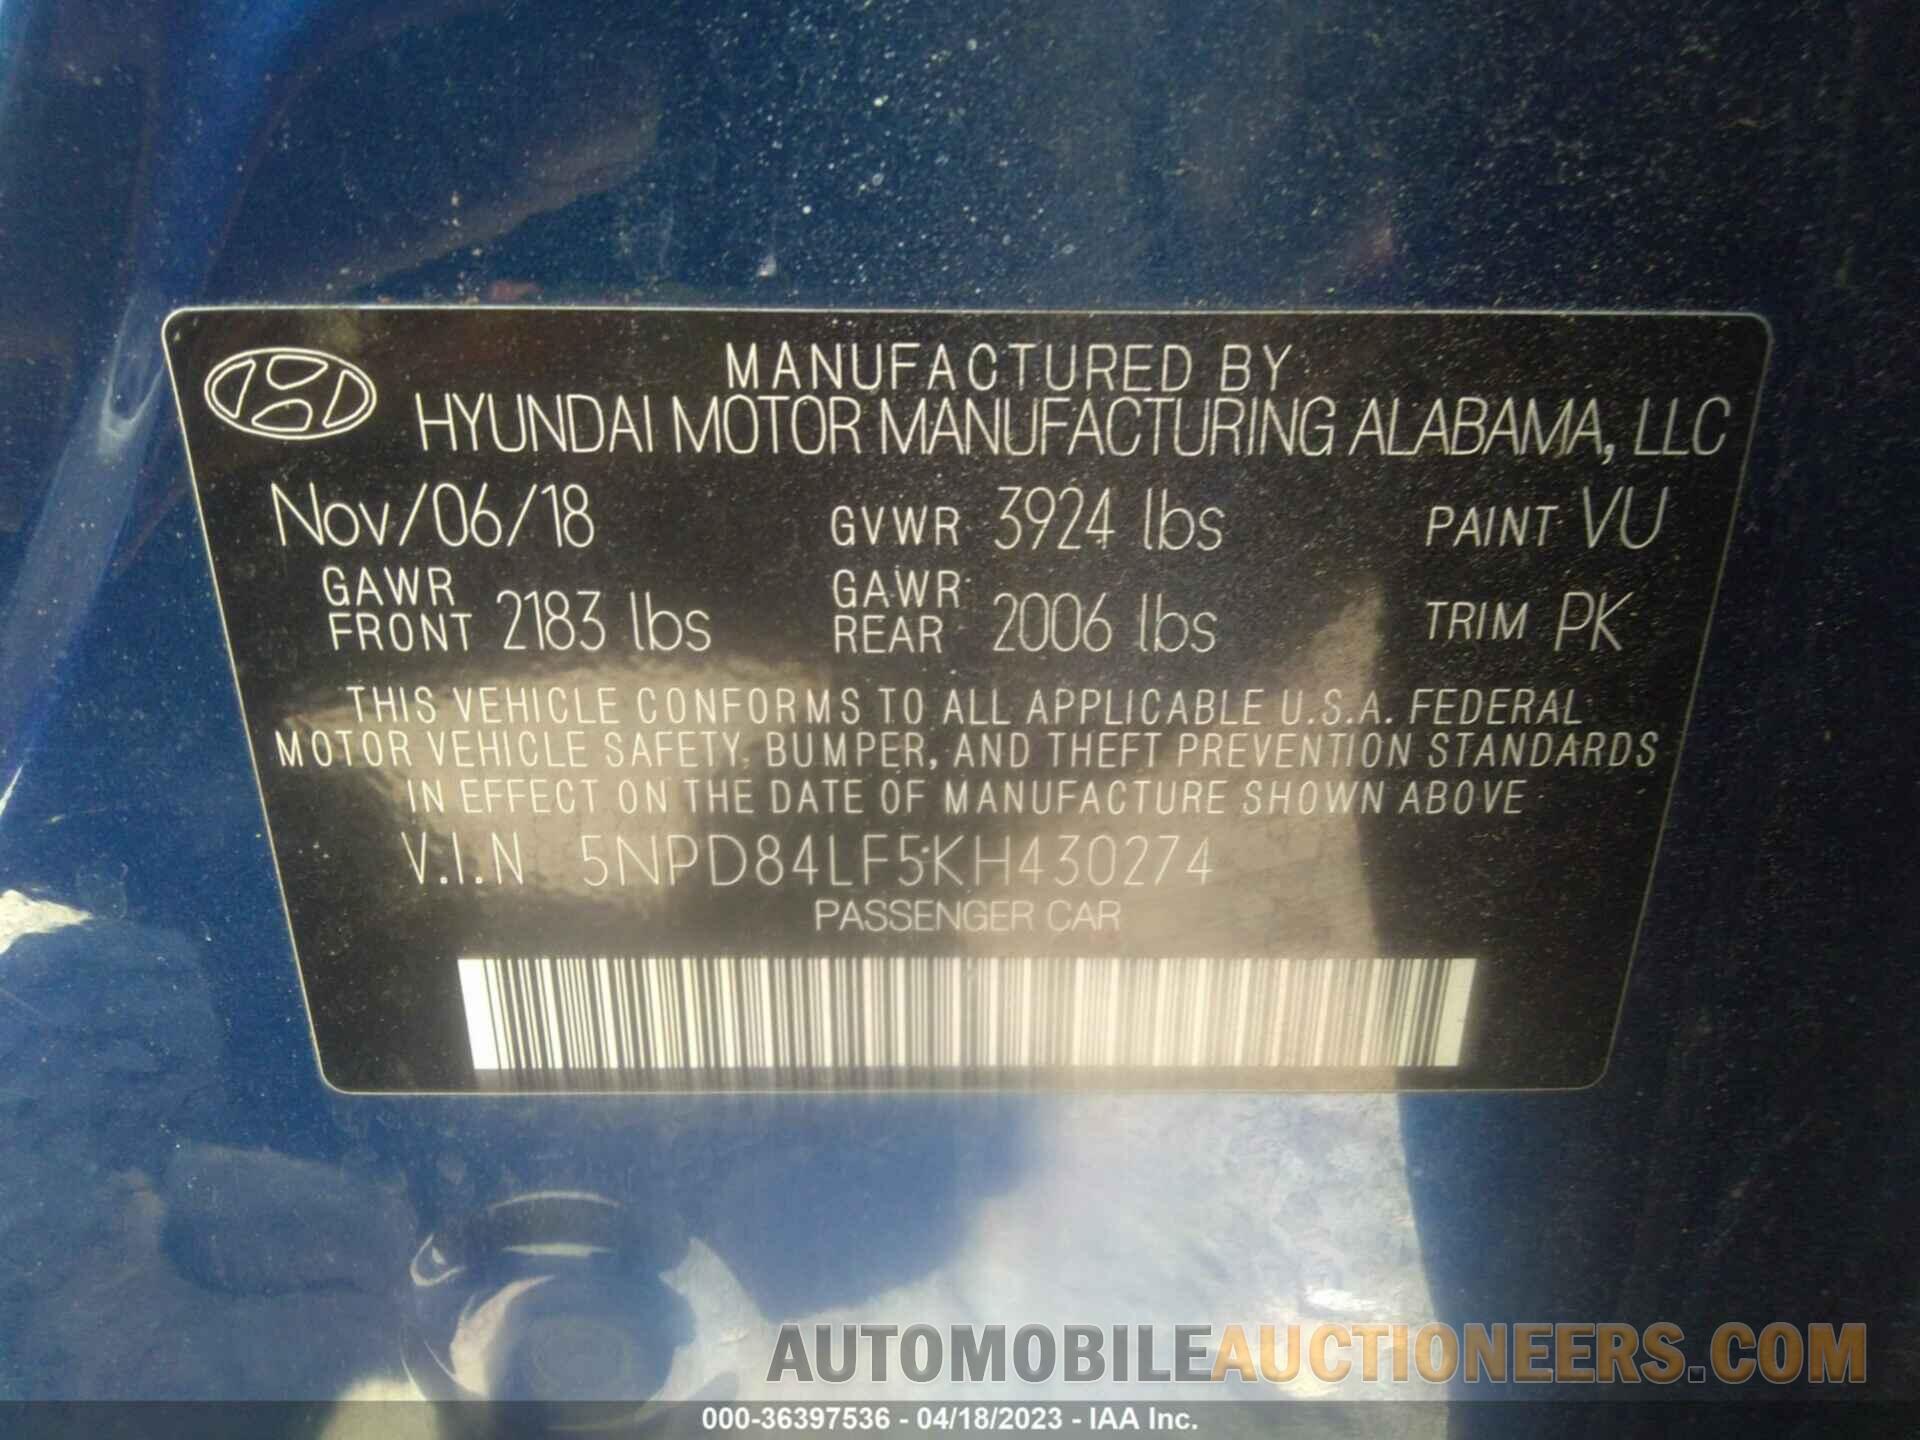 MANUFACTURED BY
HYUNDAI MOTOR MANUFACTURING ALABAMA, LLC
Nov/06/18 GVWR 3924 lbs PAINT VU
GAWR FRONT 2183 lbs GAWR REAR 2006 lbs TRIM PK
THIS VEHICLE CONFORMS TO ALL APPLICABLE U.S.A. FEDERAL
MOTOR VEHICLE SAFETY, BUMPER, AND THEFT PREVENTION STANDARDS
IN EFFECT ON THE DATE OF MANUFACTURE SHOWN ABOVE
V.I.N 5NPD84LF5KH430274
PASSENGER CAR
AUTOMOBILEAUCTIONEERS.COM
000-36397536 - 04/18/2023 - IAA Inc.